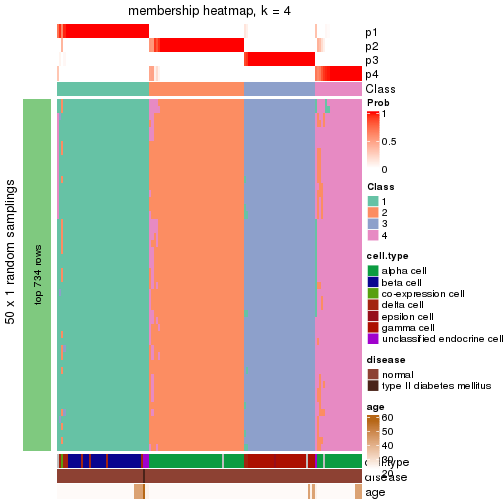 membership heatmap, k = 4
p1
p2
p3
p4
Class
50 x 1 random samplings
top 734 rows
Prob
1
0.5
0
Class
1
2
3
4
cell.type
alpha cell
beta cell
co-expression cell
delta cell
epsilon cell
gamma cell
unclassified endocrine cell
disease
normal
type II diabetes mellitus
age
60
50
40
30
20
cell.type
disease
age